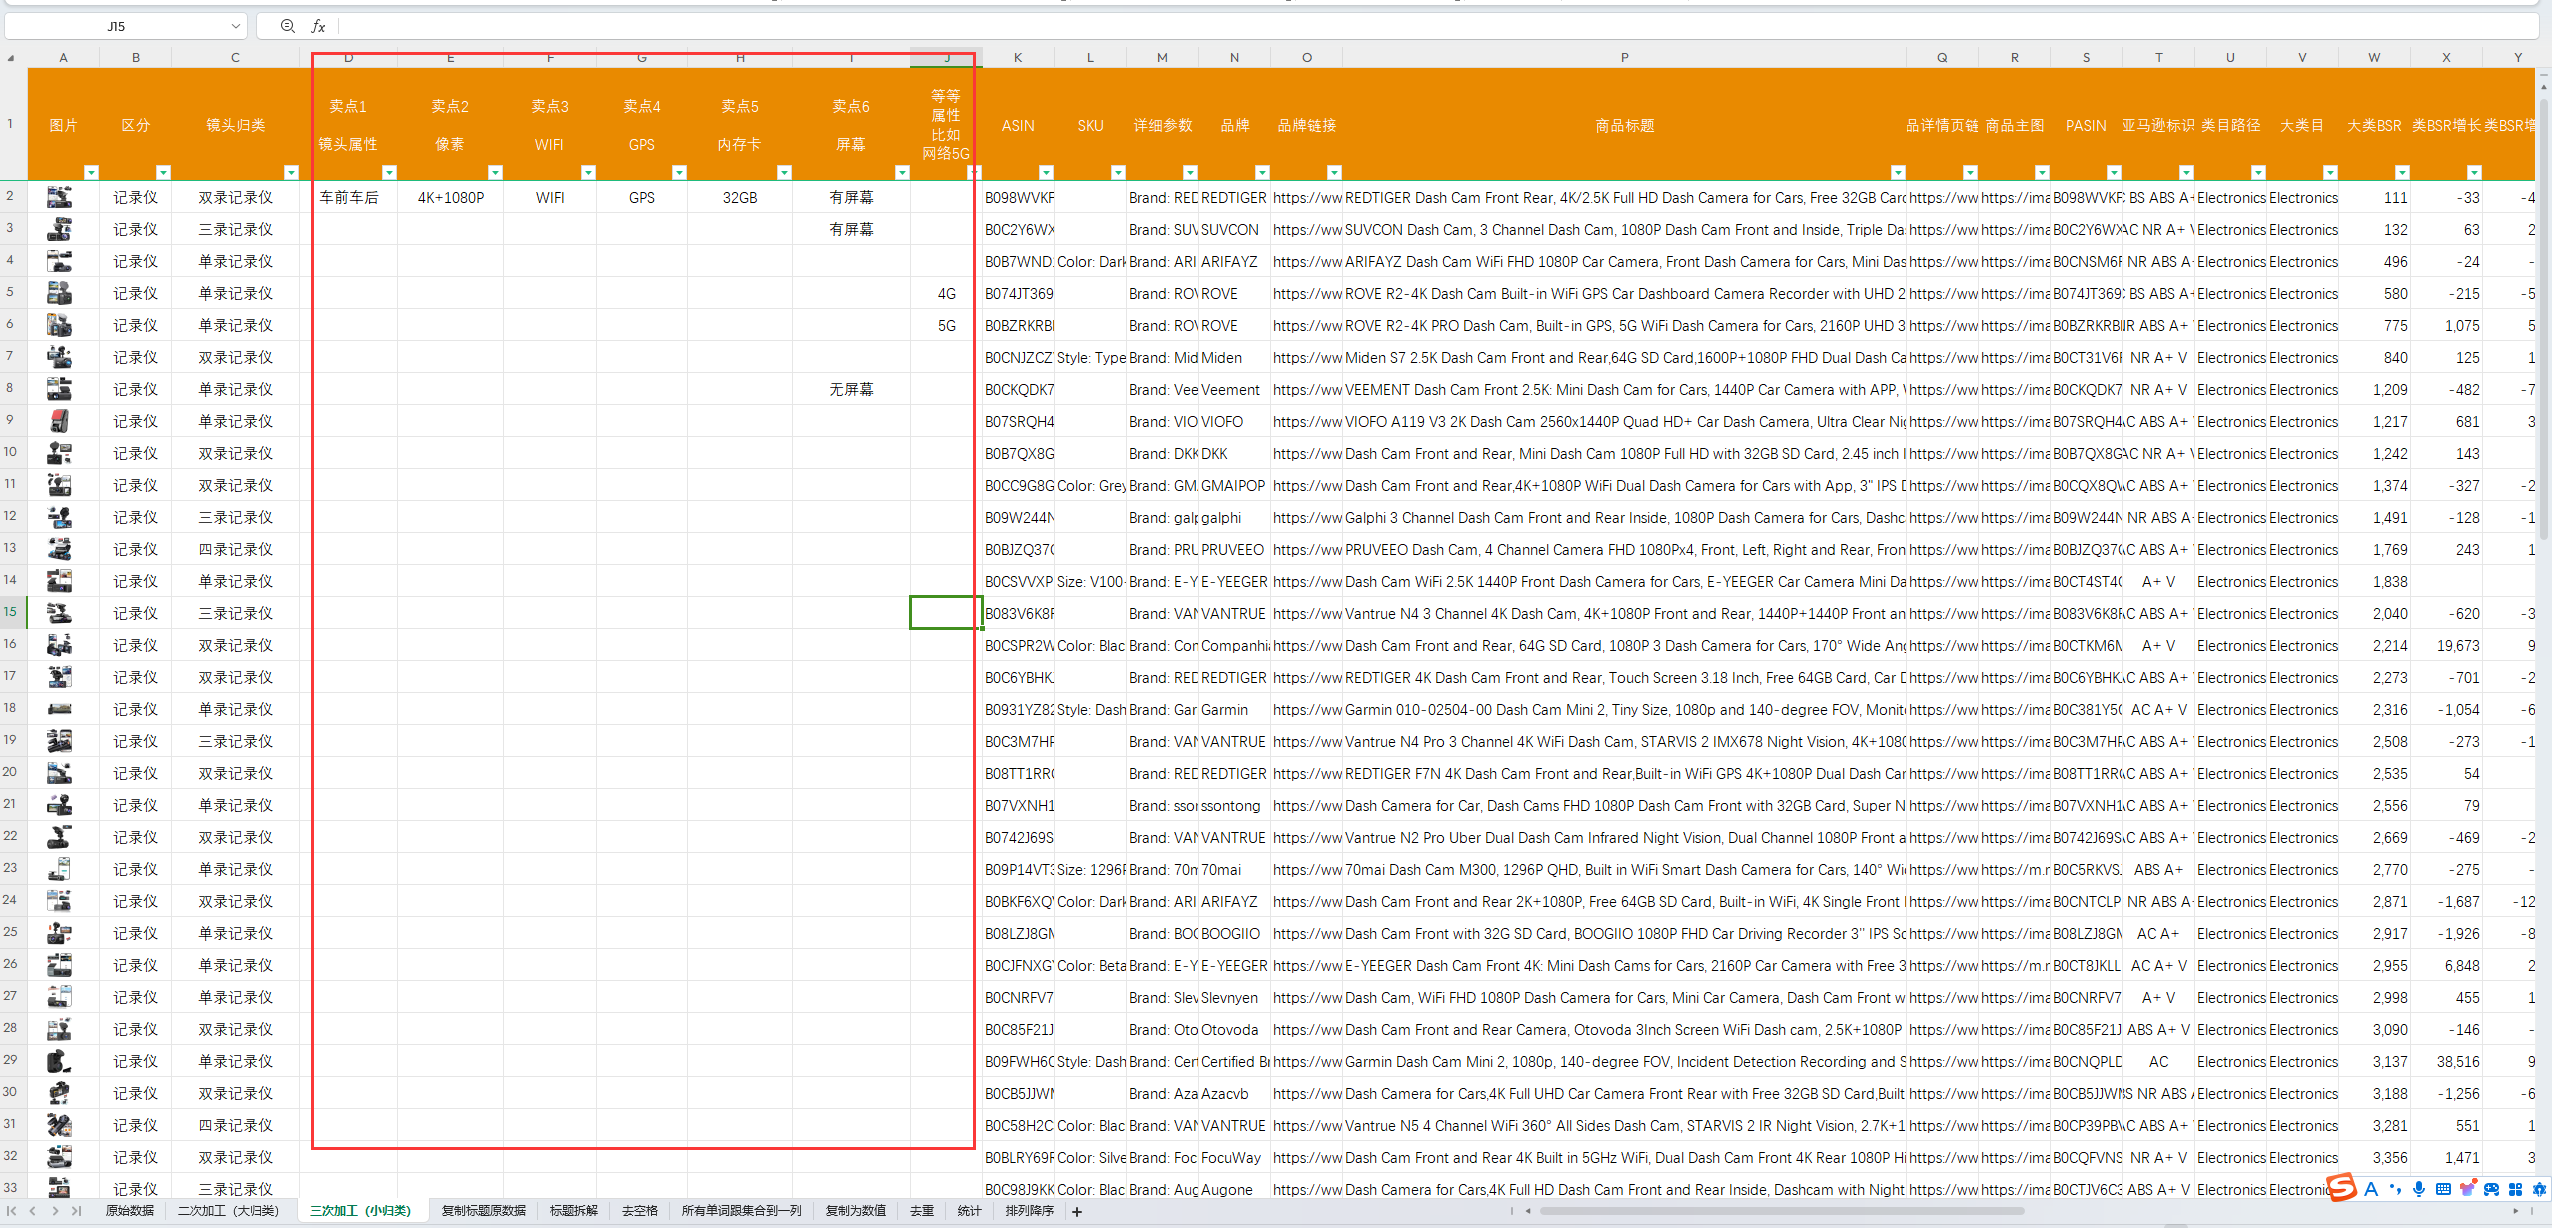 J15
fx
A B C D E F G H I J K L M N O P Q R S T U V W X Y
1 图片 区分 镜头归类 卖点1 镜头属性 卖点2 像素 卖点3 WIFI 卖点4 GPS 卖点5 内存卡 卖点6 屏幕 等等 属性 比如 网络5G ASIN SKU 详细参数 品牌 品牌链接 商品标题 品详情页链 商品主图 PASIN 亚马逊标识 类目路径 大类目 大类BSR 类BSR增长 类BSR增
2 记录仪 双录记录仪 车前车后 4K+1080P WIFI GPS 32GB 有屏幕 B098WVKF Brand: RED REDTIGER https://ww REDTIGER Dash Cam Front Rear, 4K/2.5K Full HD Dash Camera for Cars, Free 32GB Card https://ww https://ima B098WVKF BS ABS A+ Electronics Electronics 111 -33 -4
3 记录仪 三录记录仪 有屏幕 B0C2Y6WX Brand: SUV SUVCON https://ww SUVCON Dash Cam, 3 Channel Dash Cam, 1080P Dash Cam Front and Inside, Triple Da https://ww https://ima B0C2Y6WX AC NR A+ V Electronics Electronics 132 63 2
4 记录仪 单录记录仪 B0B7WND Color: Dark Brand: ARI ARIFAYZ https://ww ARIFAYZ Dash Cam WiFi FHD 1080P Car Camera, Front Dash Camera for Cars, Mini Das https://ww https://ima B0CNSM6F NR ABS A Electronics Electronics 496 -24 -
5 记录仪 单录记录仪 4G B074JT369 Brand: ROV ROVE https://ww ROVE R2-4K Dash Cam Built-in WiFi GPS Car Dashboard Camera Recorder with UHD 2 https://ww https://ima B074JT369 BS ABS A+ Electronics Electronics 580 -215 -5
6 记录仪 单录记录仪 5G B0BZRKRB Brand: ROV ROVE https://ww ROVE R2-4K PRO Dash Cam, Built-in GPS, 5G WiFi Dash Camera for Cars, 2160P UHD 3 https://ww https://ima B0BZRKRB R ABS A+ Electronics Electronics 775 1,075 5
7 记录仪 双录记录仪 B0CNJZCZ Style: Type Brand: Mid Miden https://ww Miden S7 2.5K Dash Cam Front and Rear,64G SD Card,1600P+1080P FHD Dual Dash Ca https://ww https://ima B0CT31V6F NR A+ V Electronics Electronics 840 125 1
8 记录仪 单录记录仪 无屏幕 B0CKQDK7 Brand: Vee Veement https://ww VEEMENT Dash Cam Front 2.5K: Mini Dash Cam for Cars, 1440P Car Camera with APP, https://ww https://ima B0CKQDK7 NR A+ V Electronics Electronics 1,209 -482 -7
9 记录仪 单录记录仪 B07SRQH4 Brand: VIO VIOFO https://ww VIOFO A119 V3 2K Dash Cam 2560x1440P Quad HD+ Car Dash Camera, Ultra Clear Nig https://ww https://ima B07SRQH4 C ABS A+ Electronics Electronics 1,217 681 3
10 记录仪 双录记录仪 B0B7QX8G Brand: DKK DKK https://ww Dash Cam Front and Rear, Mini Dash Cam 1080P Full HD with 32GB SD Card, 2.45 inch https://ww https://ima B0B7QX8G AC NR A+ V Electronics Electronics 1,242 143
11 记录仪 双录记录仪 B0CC9G8G Color: Grey Brand: GM GMAIPOP https://ww Dash Cam Front and Rear,4K+1080P WiFi Dual Dash Camera for Cars with App, 3" IPS D https://ww https://ima B0CQX8QV C ABS A+ Electronics Electronics 1,374 -327 -2
12 记录仪 三录记录仪 B09W244N Brand: galp galphi https://ww Galphi 3 Channel Dash Cam Front and Rear Inside, 1080P Dash Camera for Cars, Dashc https://ww https://ima B09W244N NR ABS A Electronics Electronics 1,491 -128 -1
13 记录仪 四录记录仪 B0BJZQ37 Brand: PRU PRUVEEO https://ww PRUVEEO Dash Cam, 4 Channel Camera FHD 1080Px4, Front, Left, Right and Rear, Fron https://ww https://ima B0BJZQ37 C ABS A+ Electronics Electronics 1,769 243 1
14 记录仪 单录记录仪 B0CSVVXP Size: V100- Brand: E-Y E-YEEGER https://ww Dash Cam WiFi 2.5K 1440P Front Dash Camera for Cars, E-YEEGER Car Camera Mini Da https://ww https://ima B0CT4ST4 A+ V Electronics Electronics 1,838
15 记录仪 三录记录仪 B083V6K8F Brand: VAN VANTRUE https://ww Vantrue N4 3 Channel 4K Dash Cam, 4K+1080P Front and Rear, 1440P+1440P Front an https://ww https://ima B083V6K8F C ABS A+ Electronics Electronics 2,040 -620 -3
16 记录仪 双录记录仪 B0CSPR2W Color: Blac Brand: Cor Companhi https://ww Dash Cam Front and Rear, 64G SD Card, 1080P 3 Dash Camera for Cars, 170° Wide Ang https://ww https://ima B0CTKM6M A+ V Electronics Electronics 2,214 19,673 9
17 记录仪 双录记录仪 B0C6YBHK Brand: RED REDTIGER https://ww REDTIGER 4K Dash Cam Front and Rear, Touch Screen 3.18 Inch, Free 64GB Card, Car D https://ww https://ima B0C6YBHK C ABS A+ Electronics Electronics 2,273 -701 -2
18 记录仪 单录记录仪 B0931YZ82 Style: Dash Brand: Gar Garmin https://ww Garmin 010-02504-00 Dash Cam Mini 2, Tiny Size, 1080p and 140-degree FOV, Monit https://ww https://ima B0C381Y5 AC A+ V Electronics Electronics 2,316 -1,054 -6
19 记录仪 三录记录仪 B0C3M7HF Brand: VAN VANTRUE https://ww Vantrue N4 Pro 3 Channel 4K WiFi Dash Cam, STARVIS 2 IMX678 Night Vision, 4K+1080 https://ww https://ima B0C3M7HF C ABS A+ Electronics Electronics 2,508 -273 -1
20 记录仪 双录记录仪 B08TT1RR Brand: RED REDTIGER https://ww REDTIGER F7N 4K Dash Cam Front and Rear,Built-in WiFi GPS 4K+1080P Dual Dash Car https://ww https://ima B08TT1RR C ABS A+ Electronics Electronics 2,535 54
21 记录仪 单录记录仪 B07VXNH1 Brand: ssor ssontong https://ww Dash Camera for Car, Dash Cams FHD 1080P Dash Cam Front with 32GB Card, Super N https://ww https://ima B07VXNH1 C ABS A+ Electronics Electronics 2,556 79
22 记录仪 双录记录仪 B0742J69S Brand: VAN VANTRUE https://ww Vantrue N2 Pro Uber Dual Dash Cam Infrared Night Vision, Dual Channel 1080P Front a https://ww https://ima B0742J69S C ABS A+ Electronics Electronics 2,669 -469 -2
23 记录仪 单录记录仪 B09P14VT3 Size: 1296F Brand: 70m 70mai https://ww 70mai Dash Cam M300, 1296P QHD, Built in WiFi Smart Dash Camera for Cars, 140° Wi https://ww https://m.r B0C5RKVS ABS A+ Electronics Electronics 2,770 -275 -
24 记录仪 双录记录仪 B0BKF6XQ Color: Dark Brand: ARI ARIFAYZ https://ww Dash Cam Front and Rear 2K+1080P, Free 64GB SD Card, Built-in WiFi, 4K Single Front https://ww https://ima B0CNTCLP NR ABS A Electronics Electronics 2,871 -1,687 -12
25 记录仪 单录记录仪 B08LZJ8GM Brand: BOO BOOGIIO https://ww Dash Cam Front with 32G SD Card, BOOGIIO 1080P FHD Car Driving Recorder 3'' IPS Sc https://ww https://ima B08LZJ8GM AC A+ Electronics Electronics 2,917 -1,926 -8
26 记录仪 单录记录仪 B0CJFNXG Color: Beta Brand: E-Y E-YEEGER https://ww E-YEEGER Dash Cam Front 4K: Mini Dash Cams for Cars, 2160P Car Camera with Free 3 https://ww https://m.r B0CT8JKLL AC A+ V Electronics Electronics 2,955 6,848 2
27 记录仪 单录记录仪 B0CNRFV7 Brand: Slev Slevnyen https://ww Dash Cam, WiFi FHD 1080P Dash Camera for Cars, Mini Car Camera, Dash Cam Front w https://ww https://ima B0CNRFV7 A+ V Electronics Electronics 2,998 455 1
28 记录仪 双录记录仪 B0C85F21J Brand: Oto Otovoda https://ww Dash Cam Front and Rear Camera, Otovoda 3Inch Screen WiFi Dash cam, 2.5K+1080P https://ww https://ima B0C85F21J ABS A+ V Electronics Electronics 3,090 -146 -
29 记录仪 单录记录仪 B09FWH6 Style: Dash Brand: Cert Certified Br https://ww Garmin Dash Cam Mini 2, 1080p, 140-degree FOV, Incident Detection Recording and S https://ww https://ima B0CNQPLD AC Electronics Electronics 3,137 38,516 9
30 记录仪 双录记录仪 B0CB5JJW Brand: Aza Azacvb https://ww Dash Camera for Cars,4K Full UHD Car Camera Front Rear with Free 32GB SD Card,Built https://ww https://ima B0CB5JJW S NR ABS Electronics Electronics 3,188 -1,256 -6
31 记录仪 四录记录仪 B0C58H2C Color: Blac Brand: VAN VANTRUE https://ww Vantrue N5 4 Channel WiFi 360° All Sides Dash Cam, STARVIS 2 IR Night Vision, 2.7K+1 https://ww https://ima B0CP39PB C ABS A+ Electronics Electronics 3,281 551 1
32 记录仪 双录记录仪 B0BLRY69F Color: Silve Brand: Foc FocuWay https://ww Dash Cam Front and Rear 4K Built in 5GHz WiFi, Dual Dash Cam Front 4K Rear 1080P Hi https://ww https://ima B0CQFVNS NR A+ V Electronics Electronics 3,356 1,471 3
33 记录仪 三录记录仪 B0C98J9KK Color: Blac Brand: Aug Augone https://ww Dash Camera for Cars,4K Full HD Dash Cam Front and Rear Inside, Dashcam with Night https://ww https://ima B0CTJV6C3 ABS A+ V Electronics Electronics
原始数据 二次加工（大归类） 三次加工（小归类） 复制标题原数据 标题拆解 去空格 所有单词跟集合到一列 复制为数值 去重 统计 排列降序 +